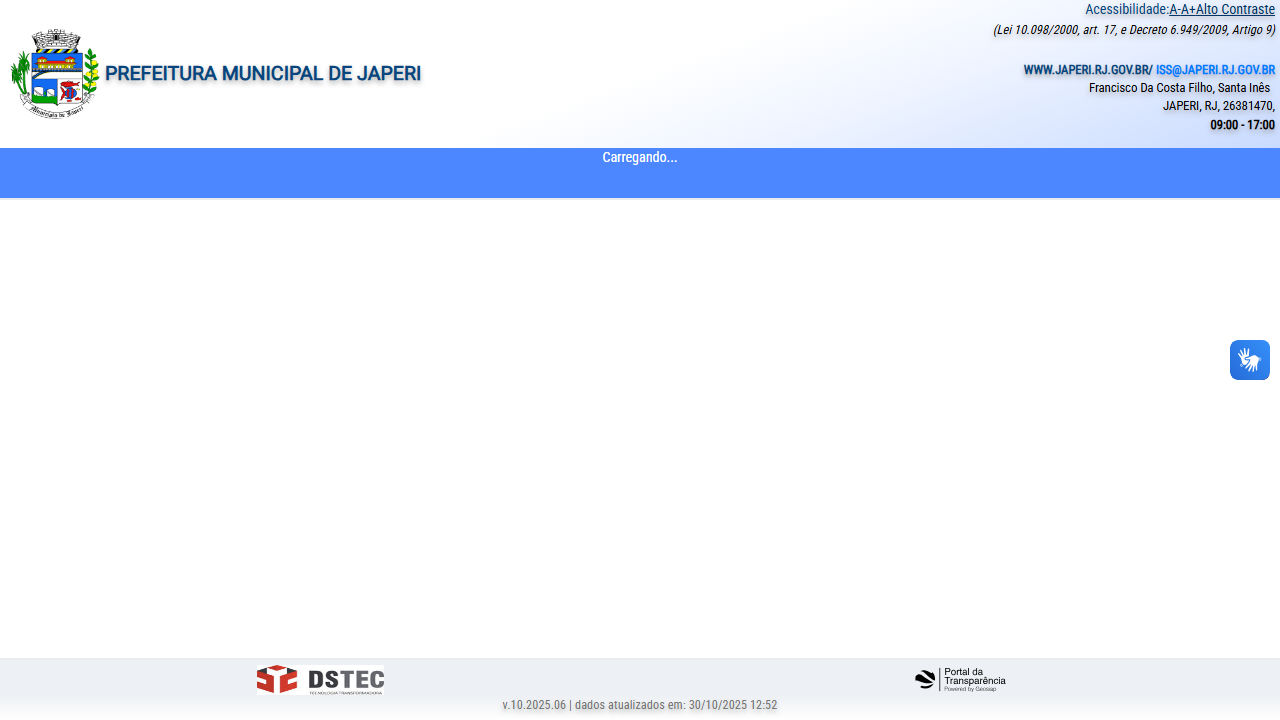 Acessibilidade:A-A+Alto Contraste
(Lei 10.098/2000, art. 17, e Decreto 6.949/2009, Artigo 9)
PREFEITURA MUNICIPAL DE JAPERI
WWW.JAPERI.RJ.GOV.BR/ ISS@JAPERI.RJ.GOV.BR
Francisco Da Costa Filho, Santa Inês
JAPERI, RJ, 26381470,
09:00 - 17:00
Carregando...
DSTEC
TECNOLOGIA TRANSFORMADORA
Portal da
Transparência
Powered by Geosiap
v.10.2025.06 | dados atualizados em: 30/10/2025 12:52